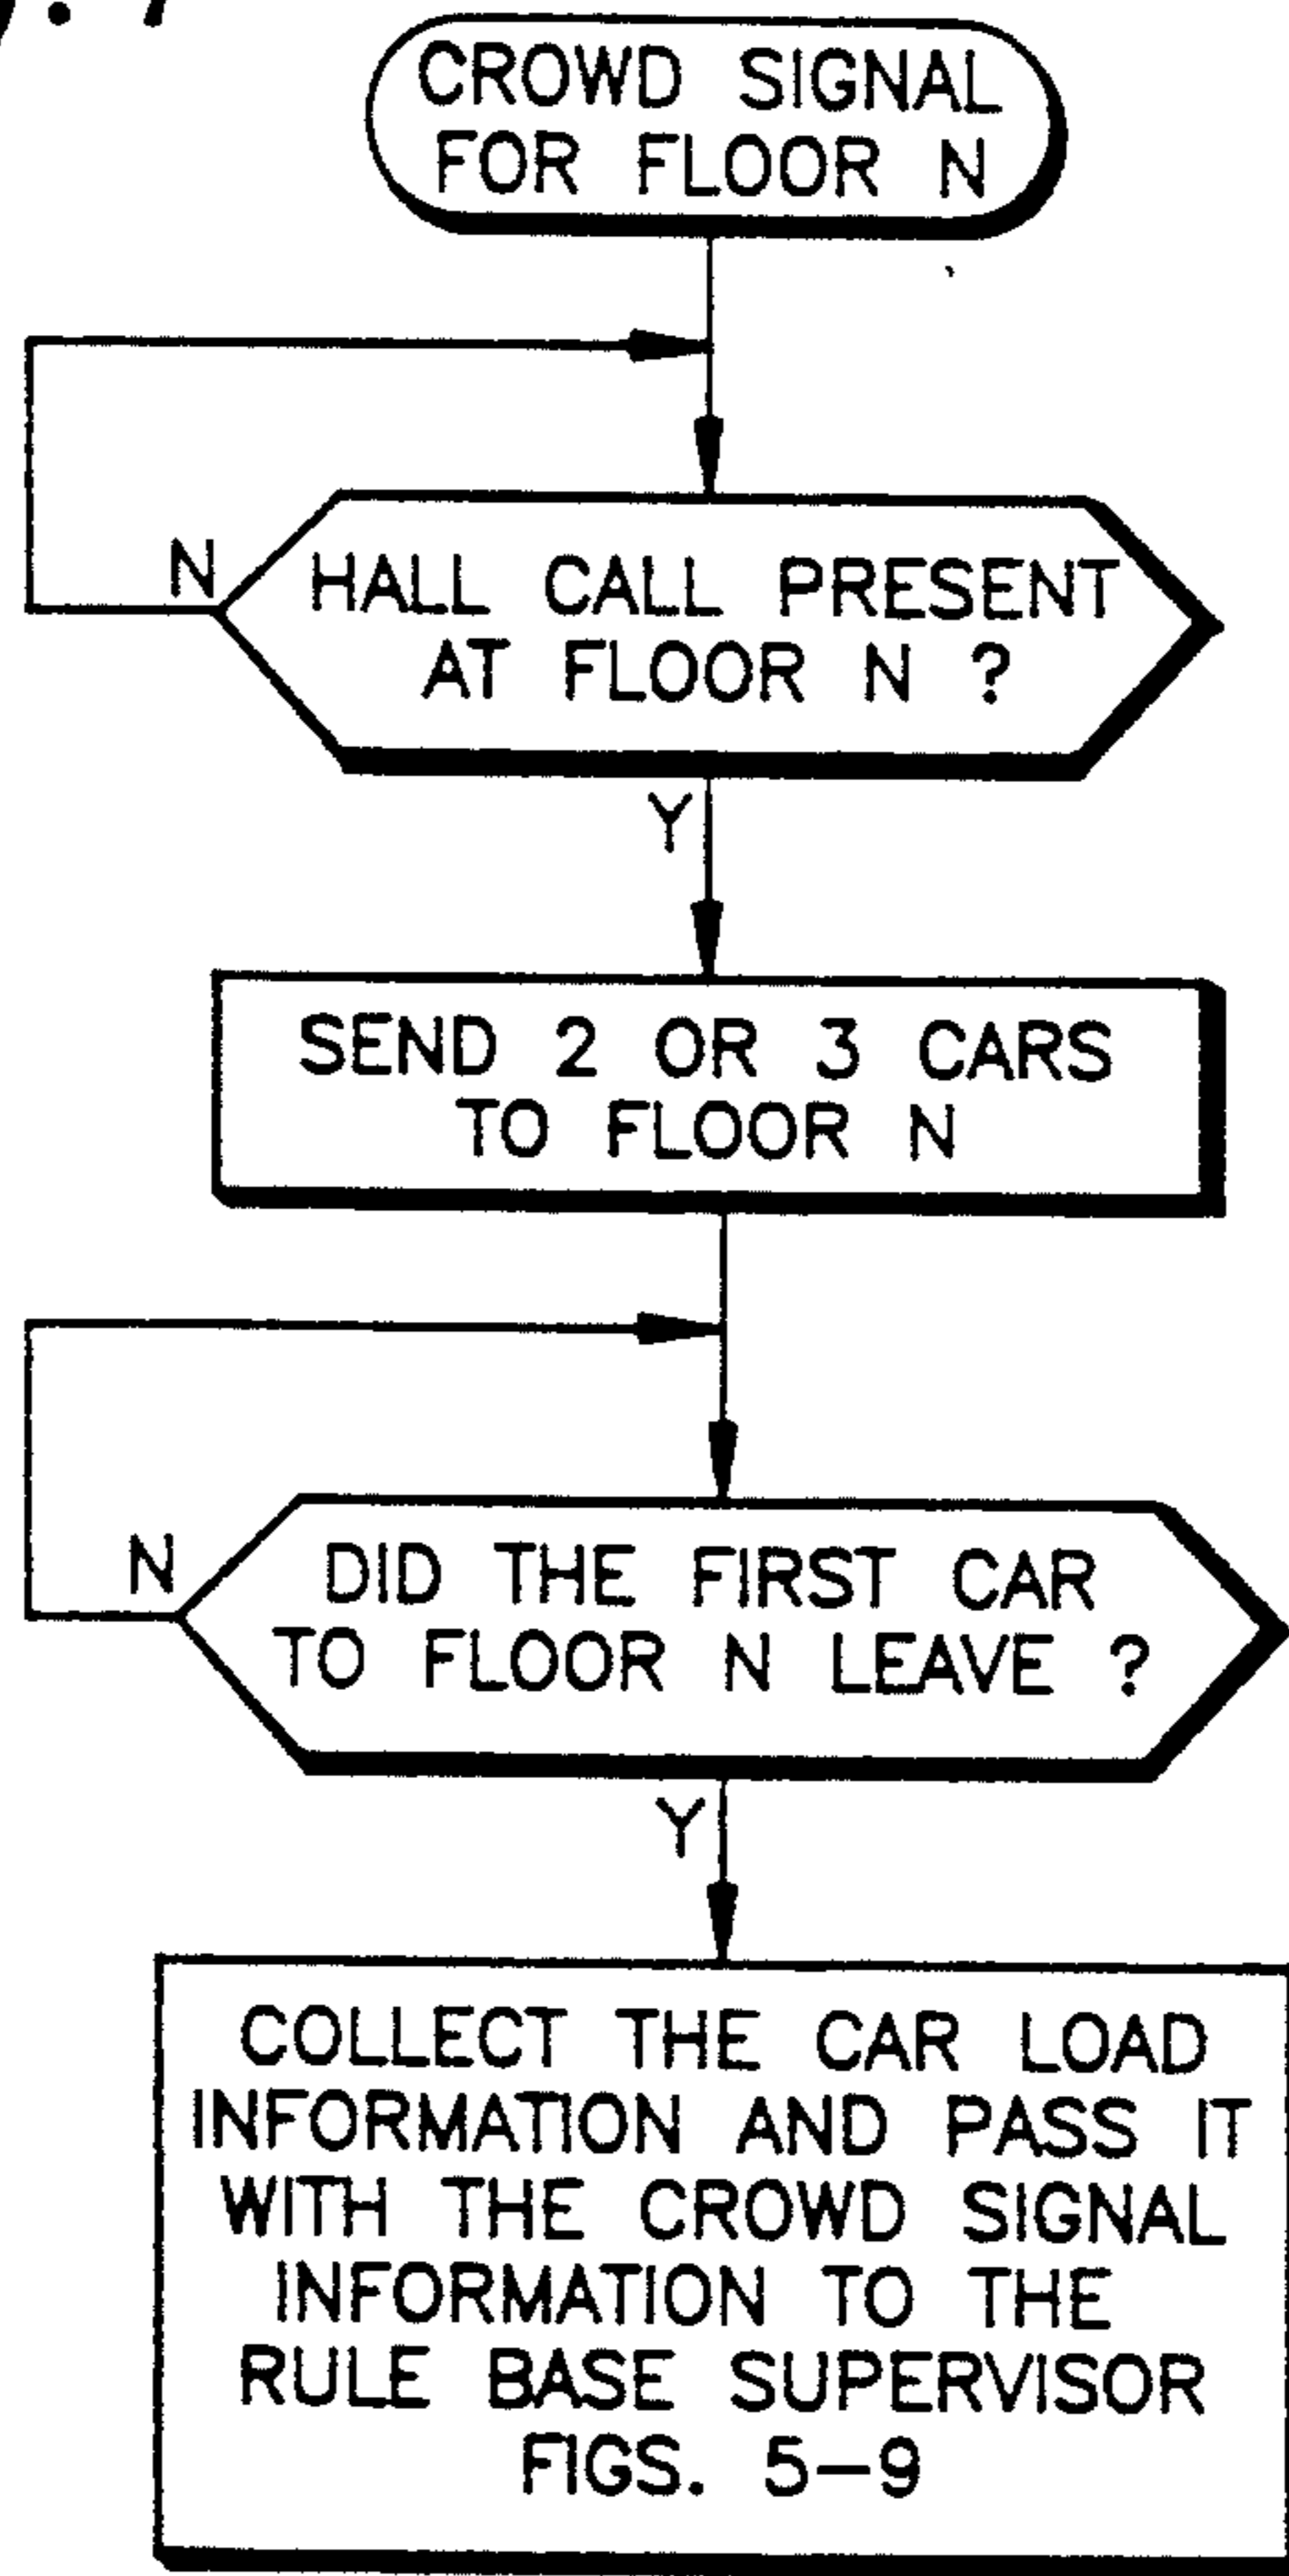 CROWD SIGNAL
FOR FLOOR N
N
HALL CALL PRESENT
AT FLOOR N ?
Y
SEND 2 OR 3 CARS
TO FLOOR N
N
DID THE FIRST CAR
TO FLOOR N LEAVE ?
Y
COLLECT THE CAR LOAD
INFORMATION AND PASS IT
WITH THE CROWD SIGNAL
INFORMATION TO THE
RULE BASE SUPERVISOR
FIGS. 5-9